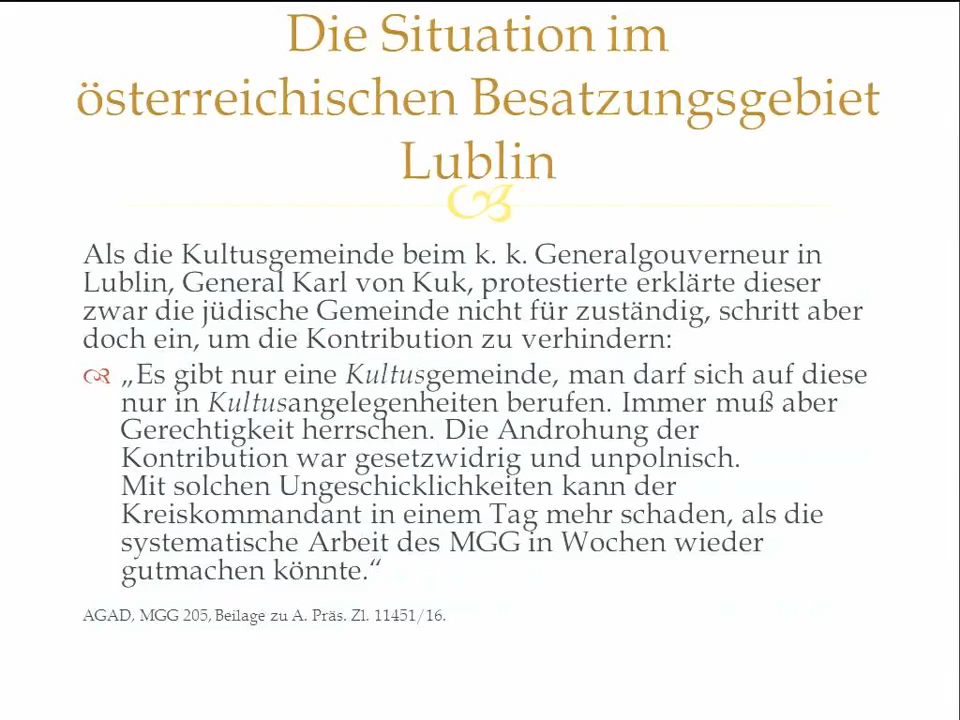 Die Situation im
österreichischen Besatzungsgebiet
Lublin
Als die Kultusgemeinde beim k. k. Generalgouverneur in
Lublin, General Karl von Kuk, protestierte erklärte dieser
zwar die jüdische Gemeinde nicht für zuständig, schritt aber
doch ein, um die Kontribution zu verhindern:
„Es gibt nur eine Kultusgemeinde, man darf sich auf diese
nur in Kultusangelegenheiten berufen. Immer muß aber
Gerechtigkeit herrschen. Die Androhung der
Kontribution war gesetzwidrig und unpolnisch.
Mit solchen Ungeschicklichkeiten kann der
Kreiskommandant in einem Tag mehr schaden, als die
systematische Arbeit des MGG in Wochen wieder
gutmachen könnte.“
AGAD, MGG 205, Beilage zu A. Präs. Zl. 11451/16.